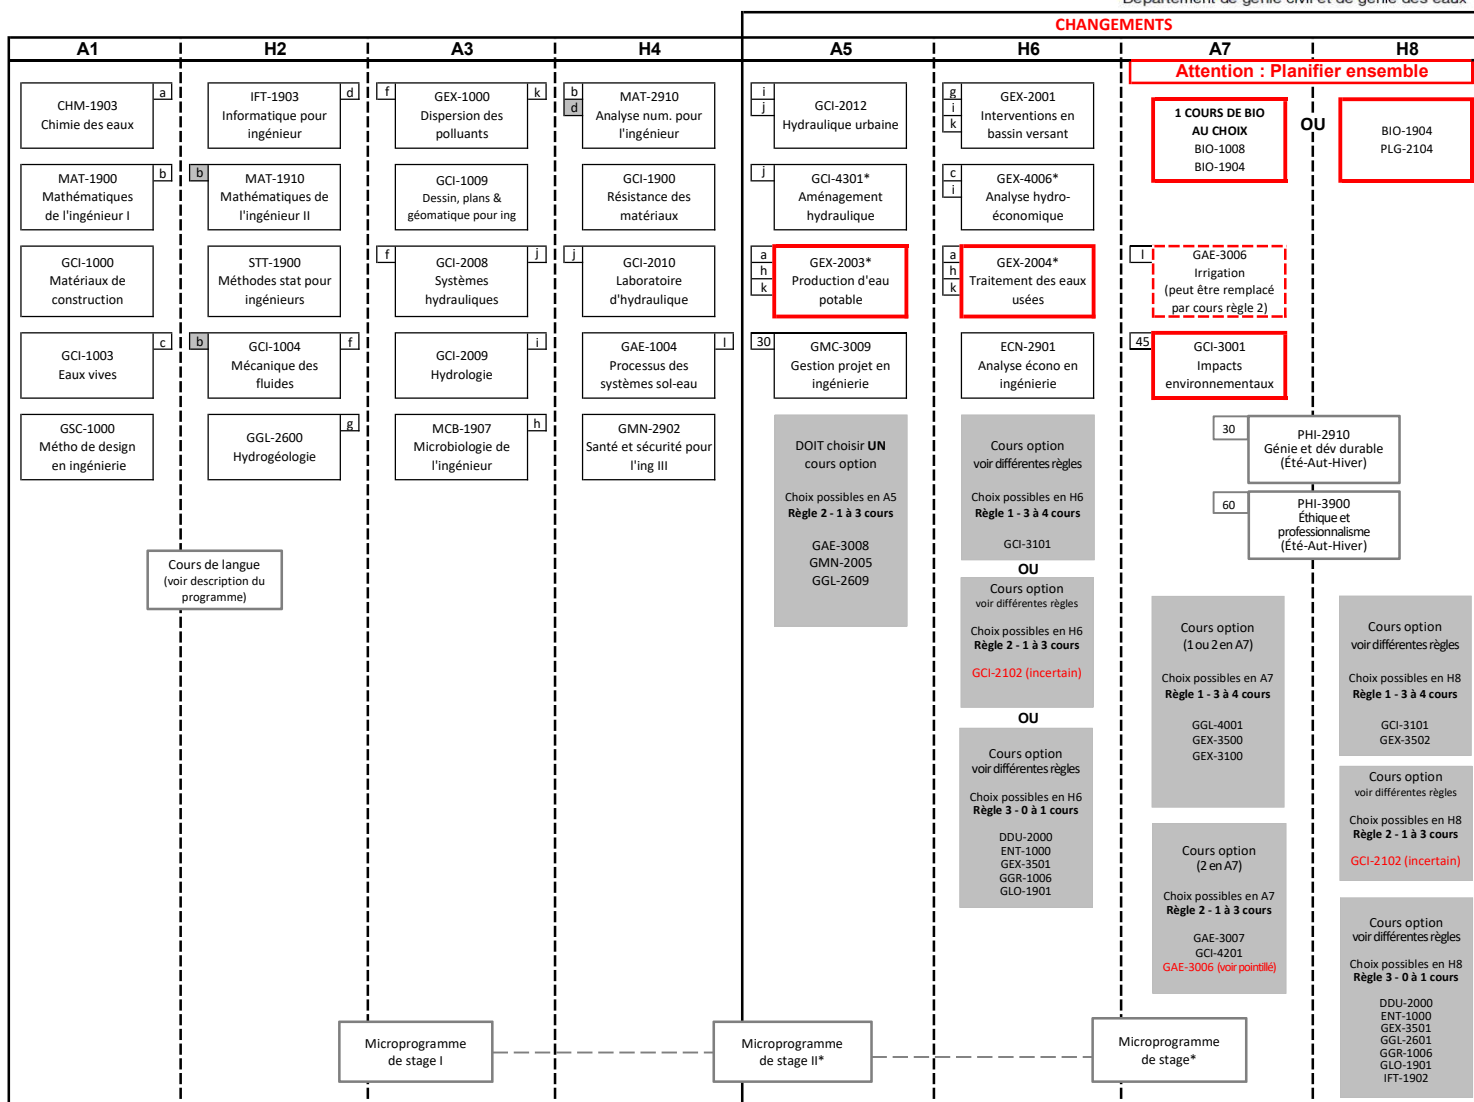 Département de génie civil et de génie des eaux
CHANGEMENTS
A1
H2
A3
H4
A5
H6
A7
H8
Attention : Planifier ensemble
a
CHM-1903
Chimie des eaux
b
MAT-1900
Mathématiques
de l'ingénieur I
GCI-1000
Matériaux de
construction
c
GCI-1003
Eaux vives
GSC-1000
Métho de design
en ingénierie
d
IFT-1903
Informatique pour
ingénieur
b
MAT-1910
Mathématiques de
l'ingénieur II
STT-1900
Méthodes stat pour
ingénieurs
b
f
GCI-1004
Mécanique des
fluides
g
GGL-2600
Hydrogéologie
Cours de langue
(voir description du
programme)
f
k
GEX-1000
Dispersion des
polluants
GCI-1009
Dessin, plans &
géomatique pour ing
f
j
GCI-2008
Systèmes
hydrauliques
i
GCI-2009
Hydrologie
h
MCB-1907
Microbiologie de
l'ingénieur
b
d
MAT-2910
Analyse num. pour
l'ingénieur
GCI-1900
Résistance des
matériaux
j
GCI-2010
Laboratoire
d'hydraulique
l
GAE-1004
Processus des
systèmes sol-eau
GMN-2902
Santé et sécurité pour
l'ing III
i
j
GCI-2012
Hydraulique urbaine
j
GCI-4301*
Aménagement
hydraulique
a
h
k
GEX-2003*
Production d'eau
potable
30
GMC-3009
Gestion projet en
ingénierie
DOIT choisir UN
cours option
Choix possibles en A5
Règle 2 - 1 à 3 cours
GAE-3008
GMN-2005
GGL-2609
g
i
k
GEX-2001
Interventions en
bassin versant
c
i
GEX-4006*
Analyse hydro-
économique
a
h
k
GEX-2004*
Traitement des eaux
usées
ECN-2901
Analyse écono en
ingénierie
Cours option
voir différentes règles
Choix possibles en H6
Règle 1 - 3 à 4 cours
GCI-3101
OU
Cours option
voir différentes règles
Choix possibles en H6
Règle 2 - 1 à 3 cours
GCI-2102 (incertain)
OU
Cours option
voir différentes règles
Choix possibles en H6
Règle 3 - 0 à 1 cours
DDU-2000
ENT-1000
GEX-3501
GGR-1006
GLO-1901
1 COURS DE BIO
AU CHOIX
BIO-1008
BIO-1904
OU
BIO-1904
PLG-2104
l
GAE-3006
Irrigation
(peut être remplacé
par cours règle 2)
45
GCI-3001
Impacts
environnementaux
30
PHI-2910
Génie et dév durable
(Été-Aut-Hiver)
60
PHI-3900
Éthique et
professionnalisme
(Été-Aut-Hiver)
Cours option
(1 ou 2 en A7)
Choix possibles en A7
Règle 1 - 3 à 4 cours
GGL-4001
GEX-3500
GEX-3100
Cours option
(2 en A7)
Choix possibles en A7
Règle 2 - 1 à 3 cours
GAE-3007
GCI-4201
GAE-3006 (voir pointillé)
Cours option
voir différentes règles
Choix possibles en H8
Règle 1 - 3 à 4 cours
GCI-3101
GEX-3502
Cours option
voir différentes règles
Choix possibles en H8
Règle 2 - 1 à 3 cours
GCI-2102 (incertain)
Cours option
voir différentes règles
Choix possibles en H8
Règle 3 - 0 à 1 cours
DDU-2000
ENT-1000
GEX-3501
GGL-2601
GGR-1006
GLO-1901
IFT-1902
Microprogramme
de stage I
Microprogramme
de stage II*
Microprogramme
de stage*